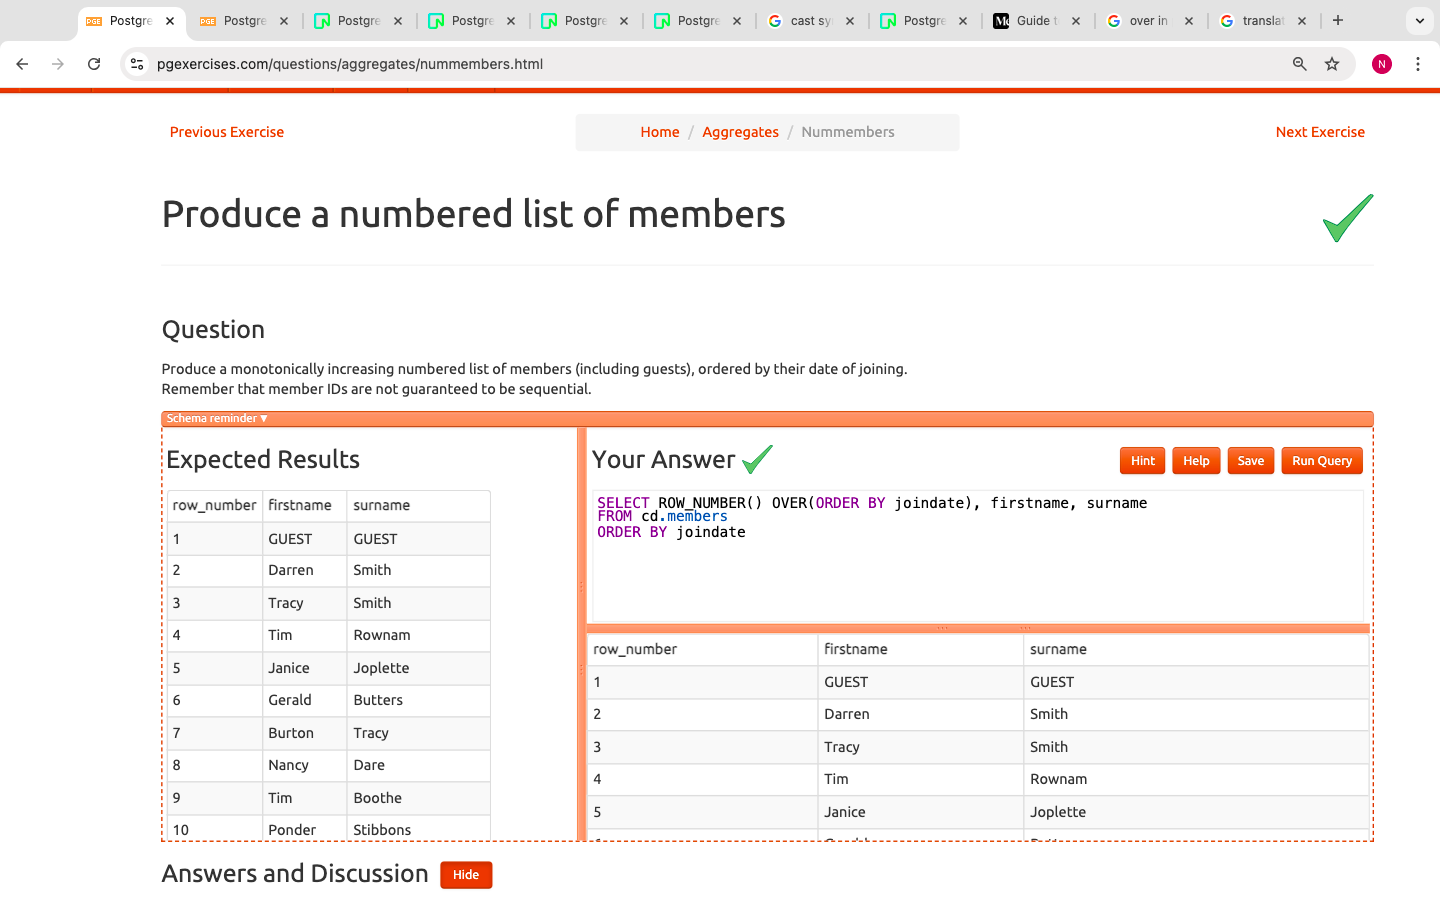 Postgre
Postgre
Postgre
Postgre
Postgre
Postgre
cast sy
Postgre
Guide t
over in
translat
pgexercises.com/questions/aggregates/nummembers.html
N
Previous Exercise
Home / Aggregates / Nummembers
Next Exercise
Produce a numbered list of members
Question
Produce a monotonically increasing numbered list of members (including guests), ordered by their date of joining.
Remember that member IDs are not guaranteed to be sequential.
Schema reminder ▼
Expected Results
row_number firstname surname
1 GUEST GUEST
2 Darren Smith
3 Tracy Smith
4 Tim Rownam
5 Janice Joplette
6 Gerald Butters
7 Burton Tracy
8 Nancy Dare
9 Tim Boothe
10 Ponder Stibbons
Your Answer
Hint
Help
Save
Run Query
SELECT ROW_NUMBER() OVER(ORDER BY joindate), firstname, surname
FROM cd.members
ORDER BY joindate
row_number firstname surname
1 GUEST GUEST
2 Darren Smith
3 Tracy Smith
4 Tim Rownam
5 Janice Joplette
Answers and Discussion
Hide